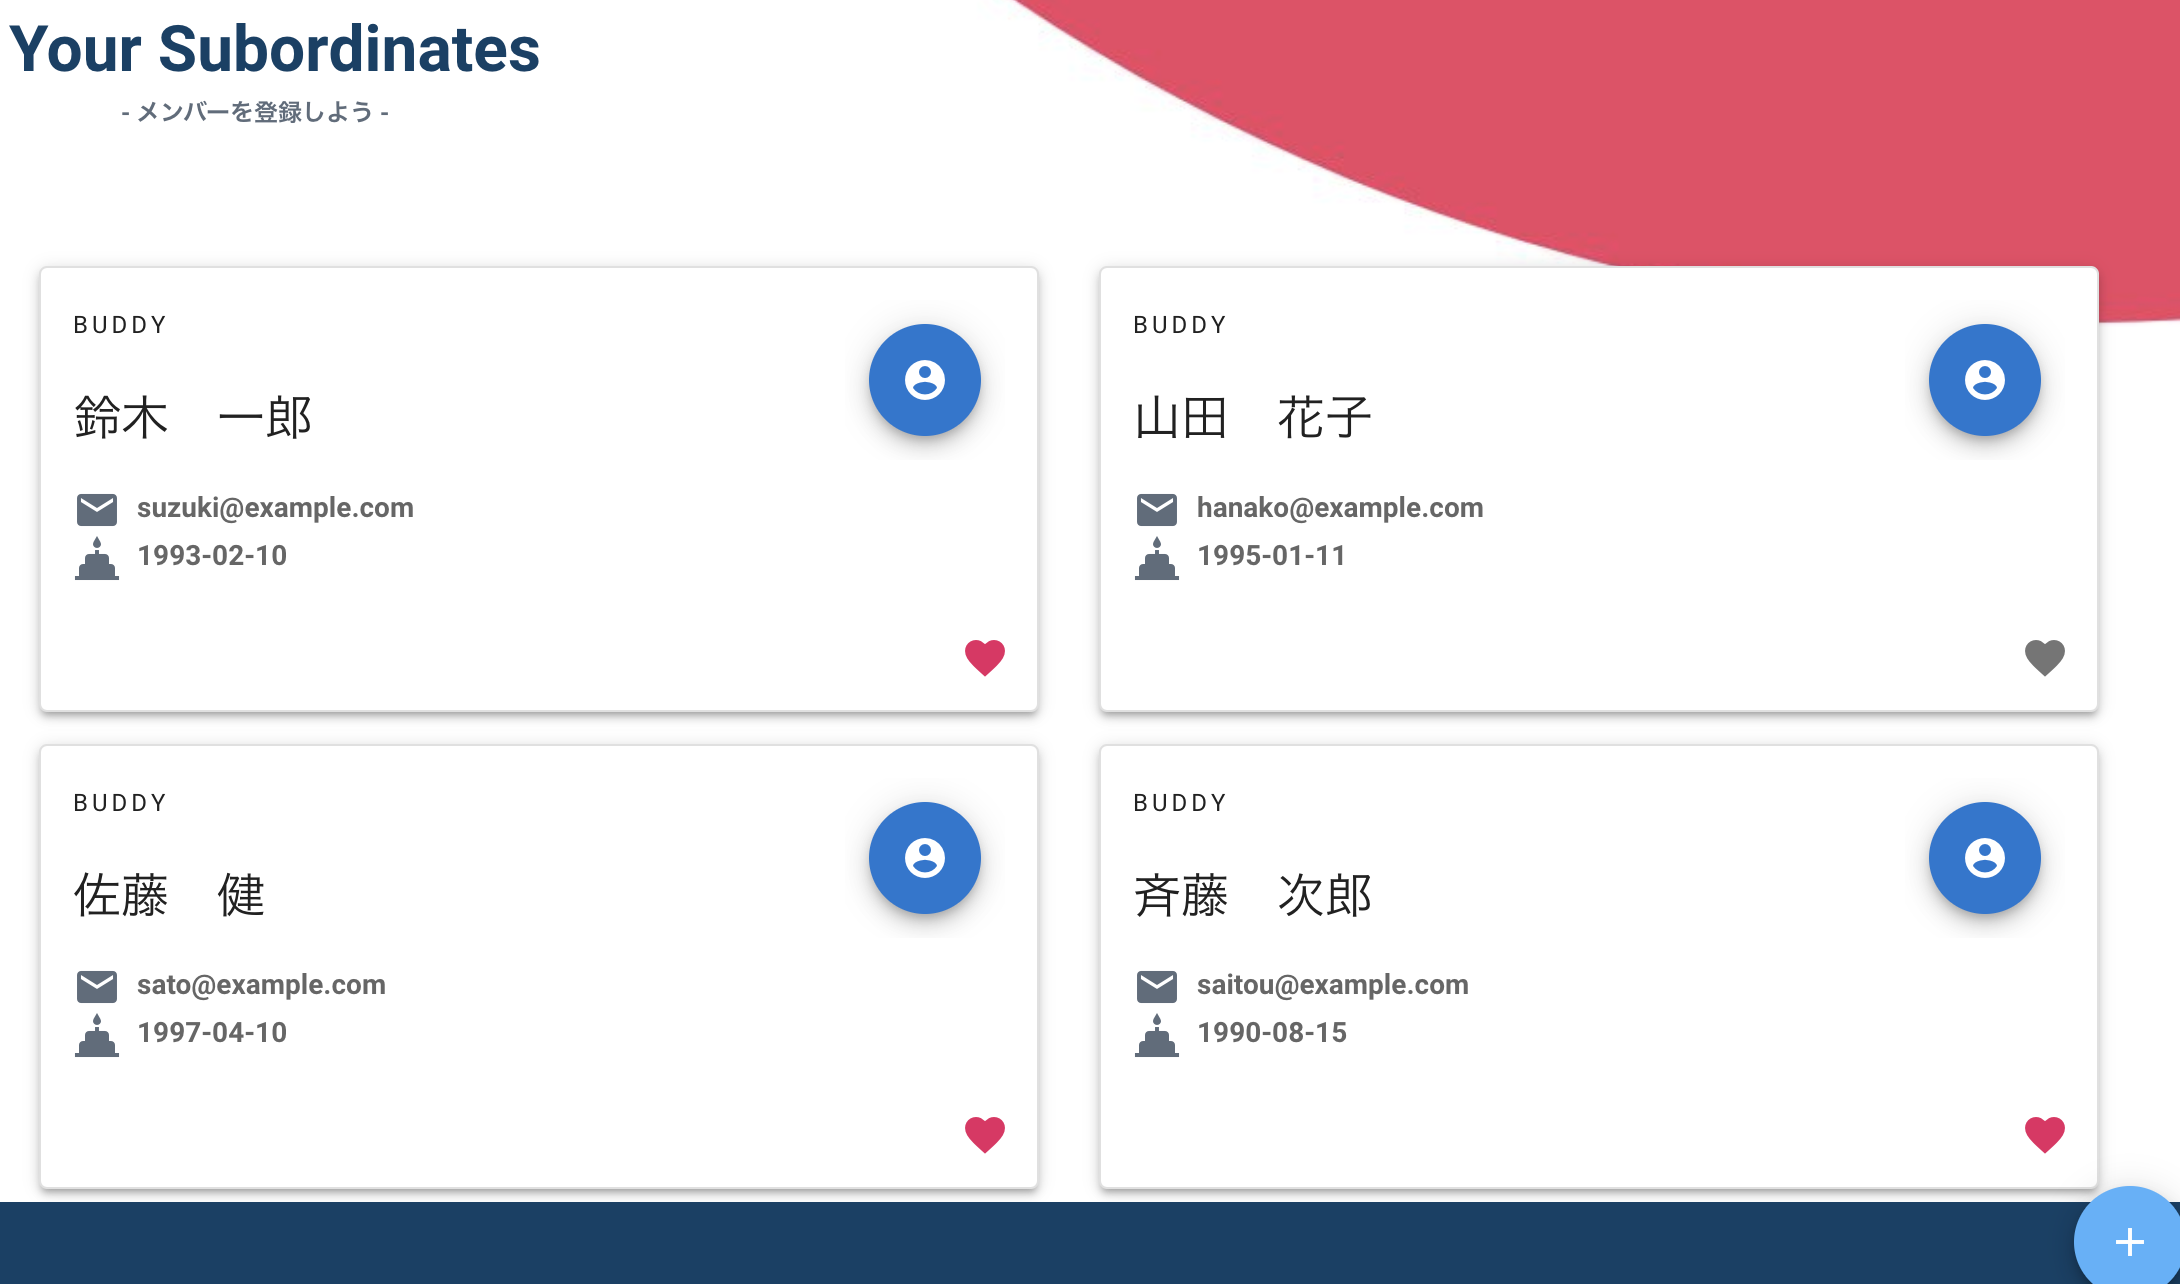 Your Subordinates
- メンバーを登録しよう -
BUDDY
鈴木　一郎
suzuki@example.com
1993-02-10
BUDDY
山田　花子
hanako@example.com
1995-01-11
BUDDY
佐藤　健
sato@example.com
1997-04-10
BUDDY
斉藤　次郎
saitou@example.com
1990-08-15
+